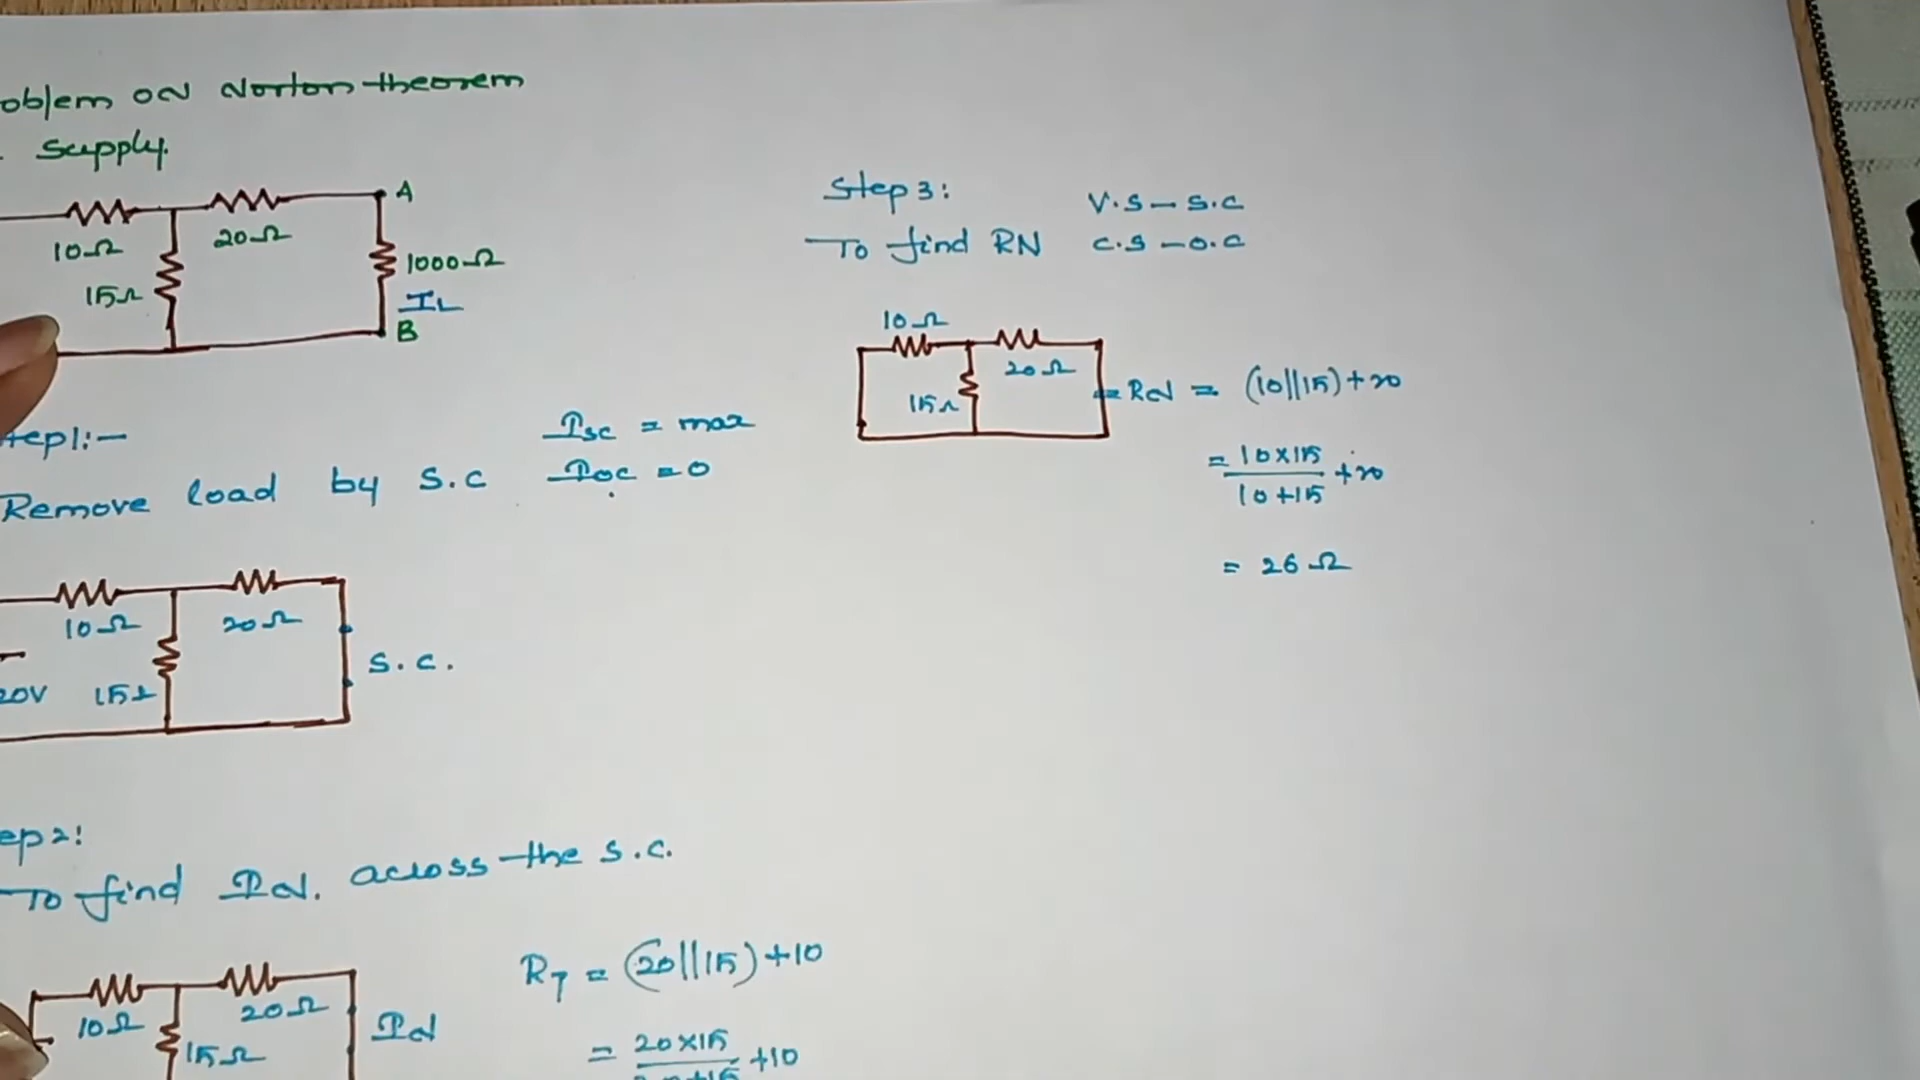 oblem on Norton theorem
supply.
A
10Ω
20Ω
15Ω
1000Ω
IL
B
tep1:-
Isc = max
Remove load by s.c Ioc = 0
10Ω
20Ω
s.c.
20V
15Ω
ep2:
To find IN. across the s.c.
RT = (20||15)+10
10Ω
20Ω
IN
15Ω
= 20×15
+10
Step 3:
V.S - S.C
To find RN C.S - O.C
10Ω
20Ω
15Ω
= RN = (10||15)+20
= 10×15
10+15
+20
= 26Ω